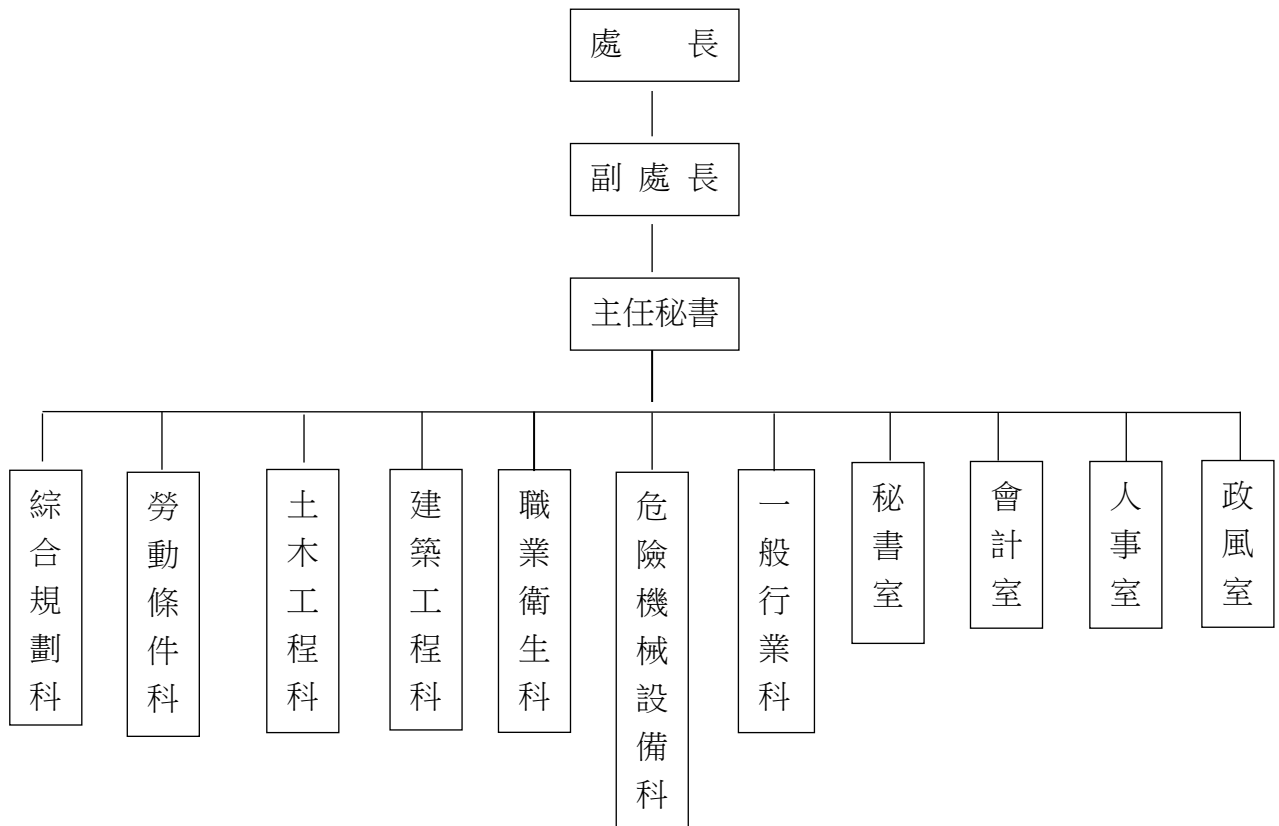 處 長
副 處 長
主任秘書
綜合規劃科
勞動條件科
土木工程科
建築工程科
職業衛生科
危險機械設備科
一般行業科
秘書室
會計室
人事室
政風室